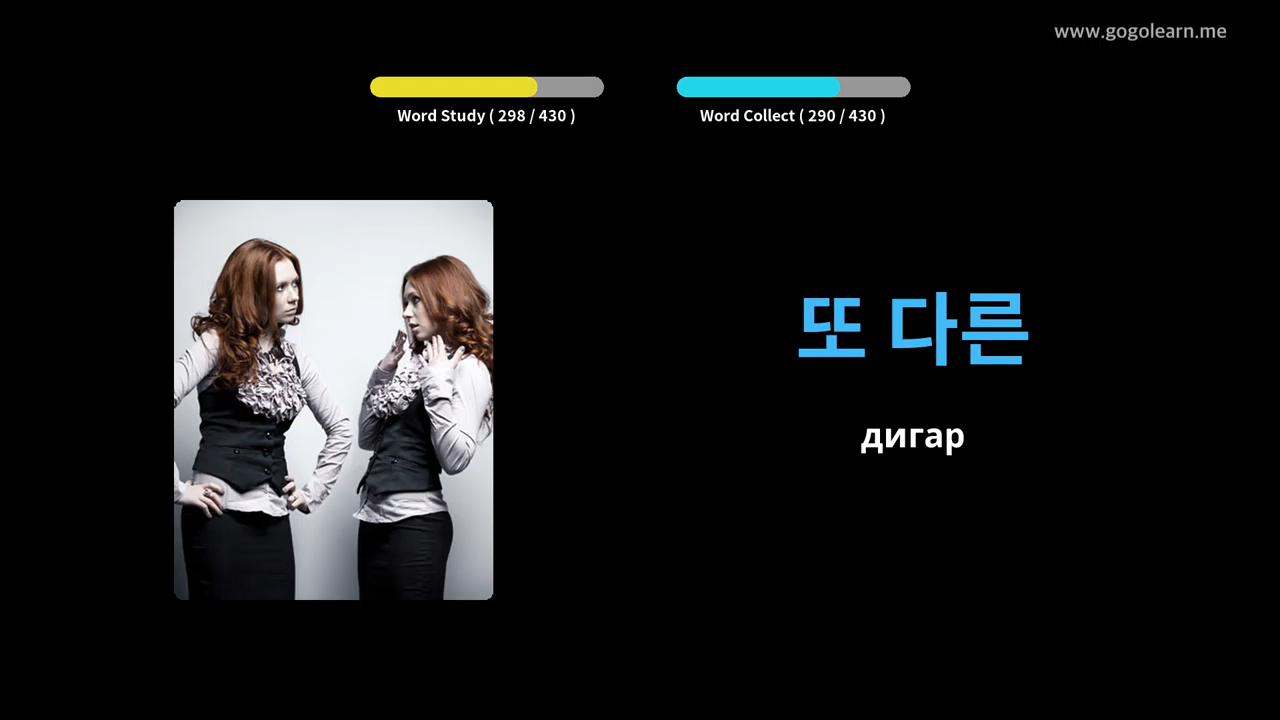 www.gogolearn.me
Word Study ( 298 / 430 )
Word Collect ( 290 / 430 )
또 다른
дигар